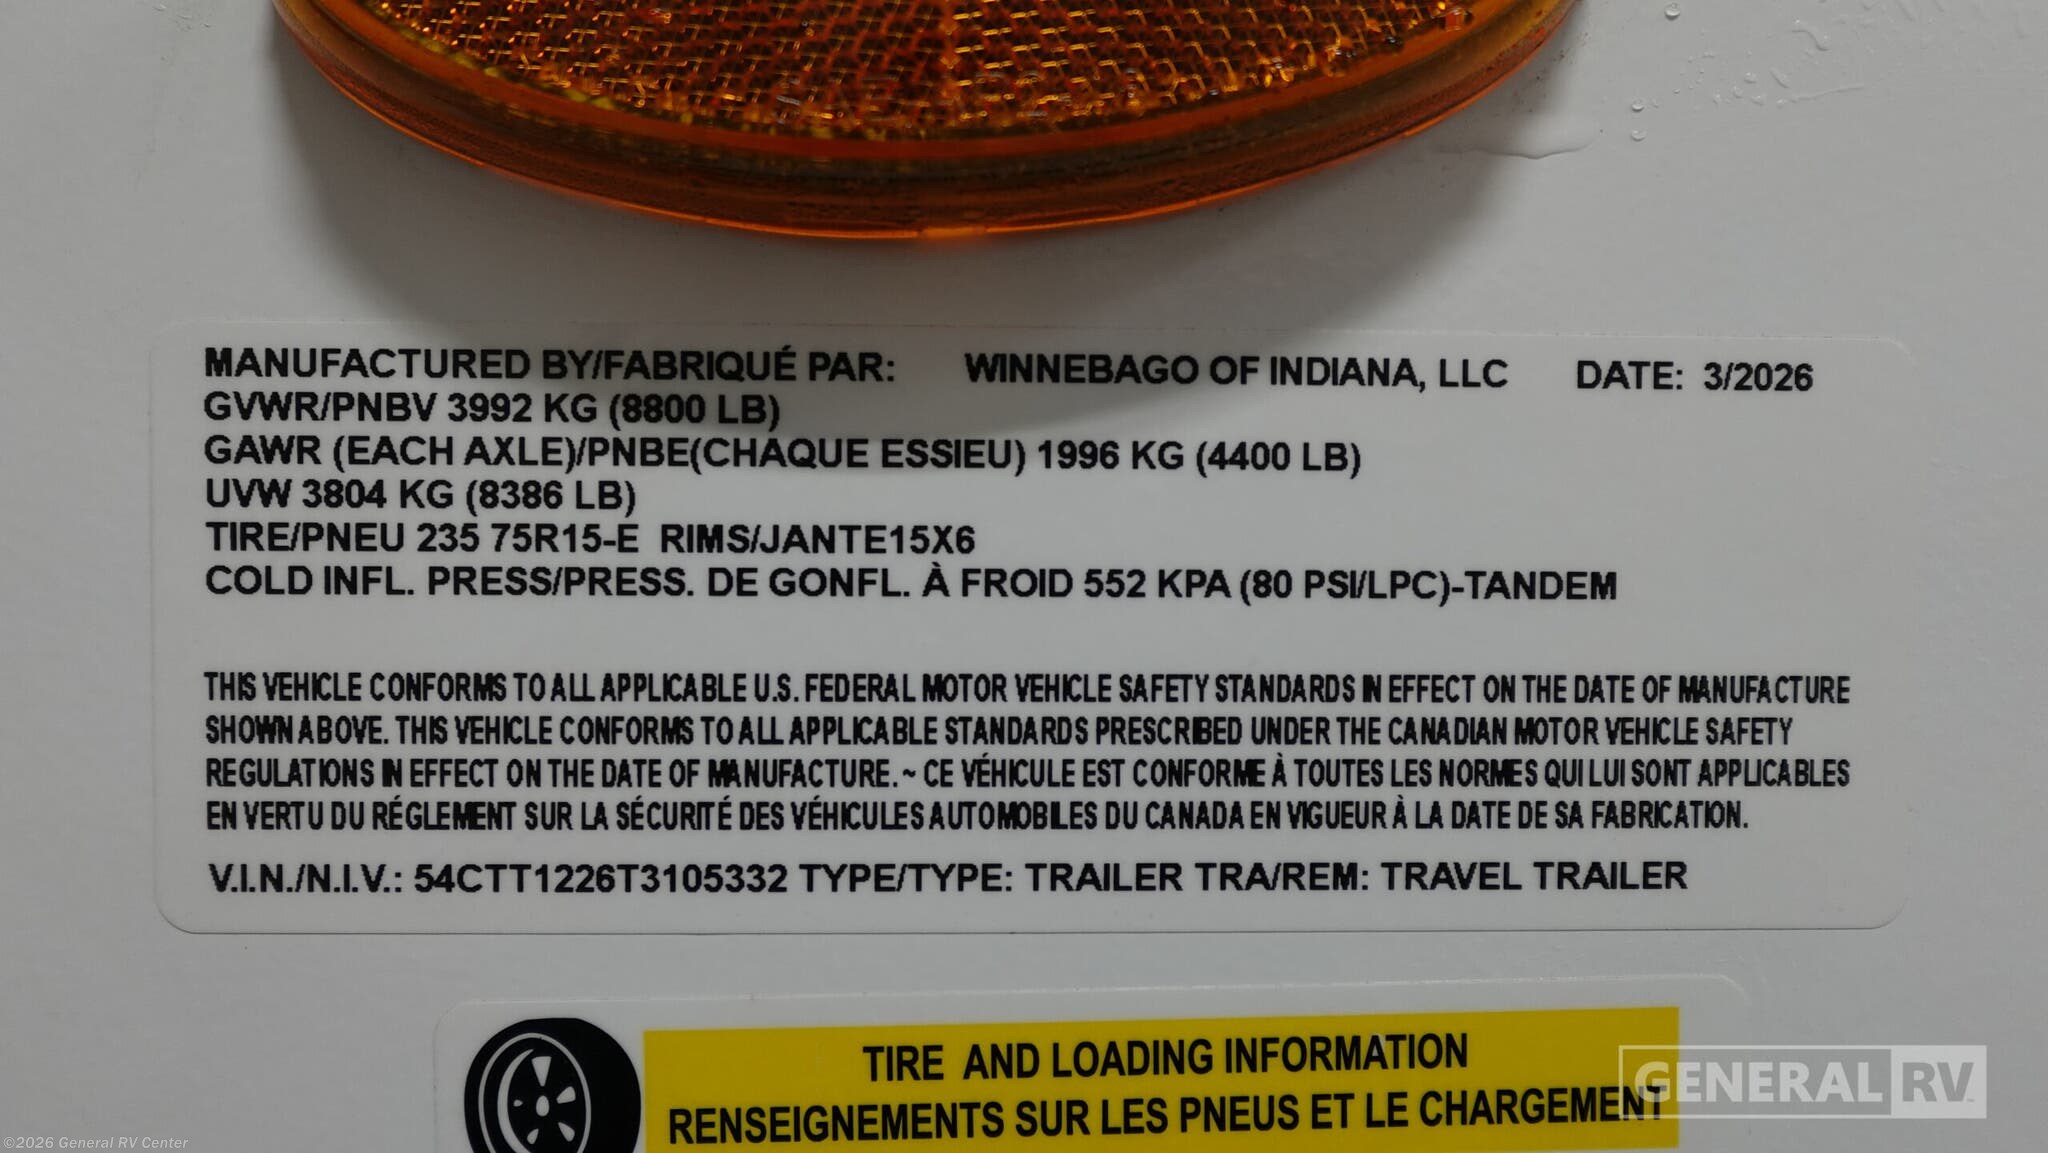 MANUFACTURED BY/FABRIQUÉ PAR: WINNEBAGO OF INDIANA, LLC DATE: 3/2026
GVWR/PNBV 3992 KG (8800 LB)
GAWR (EACH AXLE)/PNBE(CHAQUE ESSIEU) 1996 KG (4400 LB)
UVW 3804 KG (8386 LB)
TIRE/PNEU 235 75R15-E RIMS/JANTE15X6
COLD INFL. PRESS/PRESS. DE GONFL. À FROID 552 KPA (80 PSI/LPC)-TANDEM
THIS VEHICLE CONFORMS TO ALL APPLICABLE U.S. FEDERAL MOTOR VEHICLE SAFETY STANDARDS IN EFFECT ON THE DATE OF MANUFACTURE
SHOWN ABOVE. THIS VEHICLE CONFORMS TO ALL APPLICABLE STANDARDS PRESCRIBED UNDER THE CANADIAN MOTOR VEHICLE SAFETY
REGULATIONS IN EFFECT ON THE DATE OF MANUFACTURE. ~ CE VÉHICULE EST CONFORME À TOUTES LES NORMES QUI LUI SONT APPLICABLES
EN VERTU DU RÉGLEMENT SUR LA SÉCURITÉ DES VÉHICULES AUTOMOBILES DU CANADA EN VIGUEUR À LA DATE DE SA FABRICATION.
V.I.N./N.I.V.: 54CTT1226T3105332 TYPE/TYPE: TRAILER TRA/REM: TRAVEL TRAILER
TIRE AND LOADING INFORMATION
RENSEIGNEMENTS SUR LES PNEUS ET LE CHARGEMENT
GENERAL RV
©2026 General RV Center